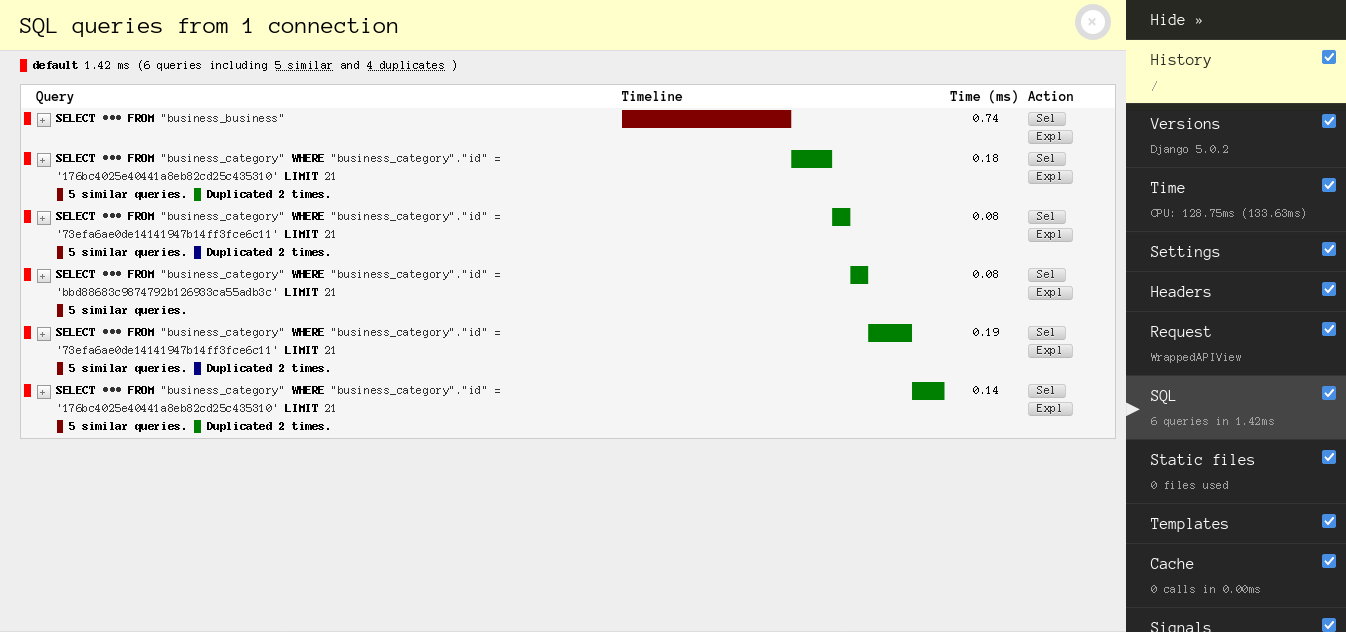 SQL queries from 1 connection
default 1.42 ms (6 queries including 5 similar and 4 duplicates )
Query Timeline Time (ms) Action
+ SELECT ••• FROM "business_business" 0.74 Sel
Expl
+ SELECT ••• FROM "business_category" WHERE "business_category"."id" = 0.18 Sel
'176bc4025e40441a8eb82cd25c435310' LIMIT 21 Expl
5 similar queries. Duplicated 2 times.
+ SELECT ••• FROM "business_category" WHERE "business_category"."id" = 0.08 Sel
'73efa6ae0de14141947b14ff3fce6c11' LIMIT 21 Expl
5 similar queries. Duplicated 2 times.
+ SELECT ••• FROM "business_category" WHERE "business_category"."id" = 0.08 Sel
'bbd88683c9874792b126933ca55adb3c' LIMIT 21 Expl
5 similar queries.
+ SELECT ••• FROM "business_category" WHERE "business_category"."id" = 0.19 Sel
'73efa6ae0de14141947b14ff3fce6c11' LIMIT 21 Expl
5 similar queries. Duplicated 2 times.
+ SELECT ••• FROM "business_category" WHERE "business_category"."id" = 0.14 Sel
'176bc4025e40441a8eb82cd25c435310' LIMIT 21 Expl
5 similar queries. Duplicated 2 times.
Hide »
History
/
Versions
Django 5.0.2
Time
CPU: 128.75ms (133.63ms)
Settings
Headers
Request
WrappedAPIView
SQL
6 queries in 1.42ms
Static files
0 files used
Templates
Cache
0 calls in 0.00ms
Signals